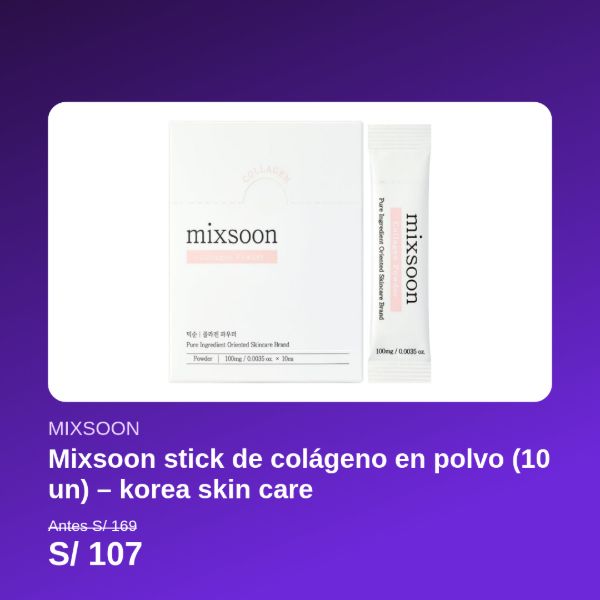 COLLAGEN
mixsoon
Collagen Powder
믹순 | 콜라겐 파우더
Pure Ingredient Oriented Skincare Brand
Powder | 100mg / 0.0035 oz. × 10ea
mixsoon
Collagen Powder
Pure Ingredient Oriented Skincare Brand
100mg / 0.0035 oz.
MIXSOON
Mixsoon stick de colágeno en polvo (10
un) – korea skin care
Antes S/ 169
S/ 107